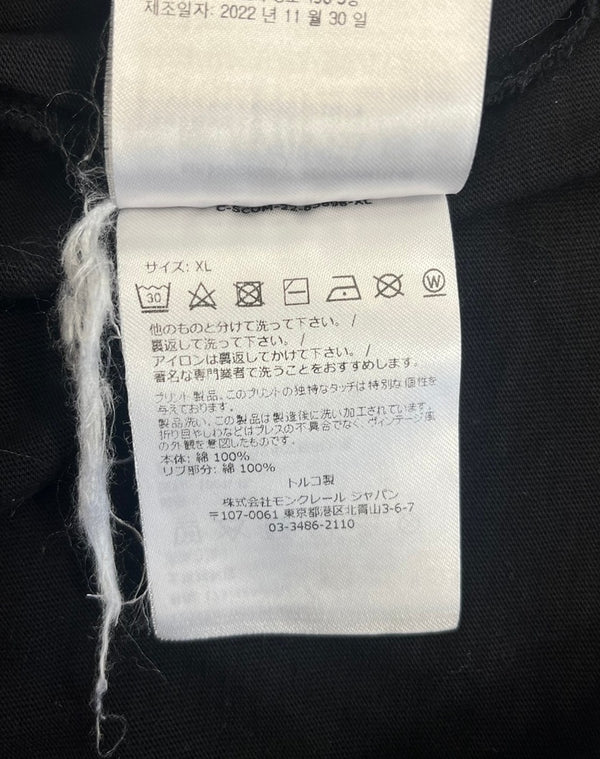 제조일자: 2022 년 11 월 30 일
サイズ: XL
30
W
他のものと分けて洗って下さい。/
裏返して洗って下さい。/
アイロンは裏返してかけて下さい。/
著名な専門業者で洗うことをおすすめします。
プリント製品。このプリントの独特なタッチは特別な個性を
与えております。
製品洗い。この製品は製造後に洗い加工されています。
折り目やしわなどはプレスの不具合でなく、ヴィンテージ風
の外観を意図したものです。
本体: 綿 100%
リブ部分: 綿 100%
トルコ製
株式会社モンクレール ジャパン
〒107-0061 東京都港区北青山3-6-7
03-3486-2110